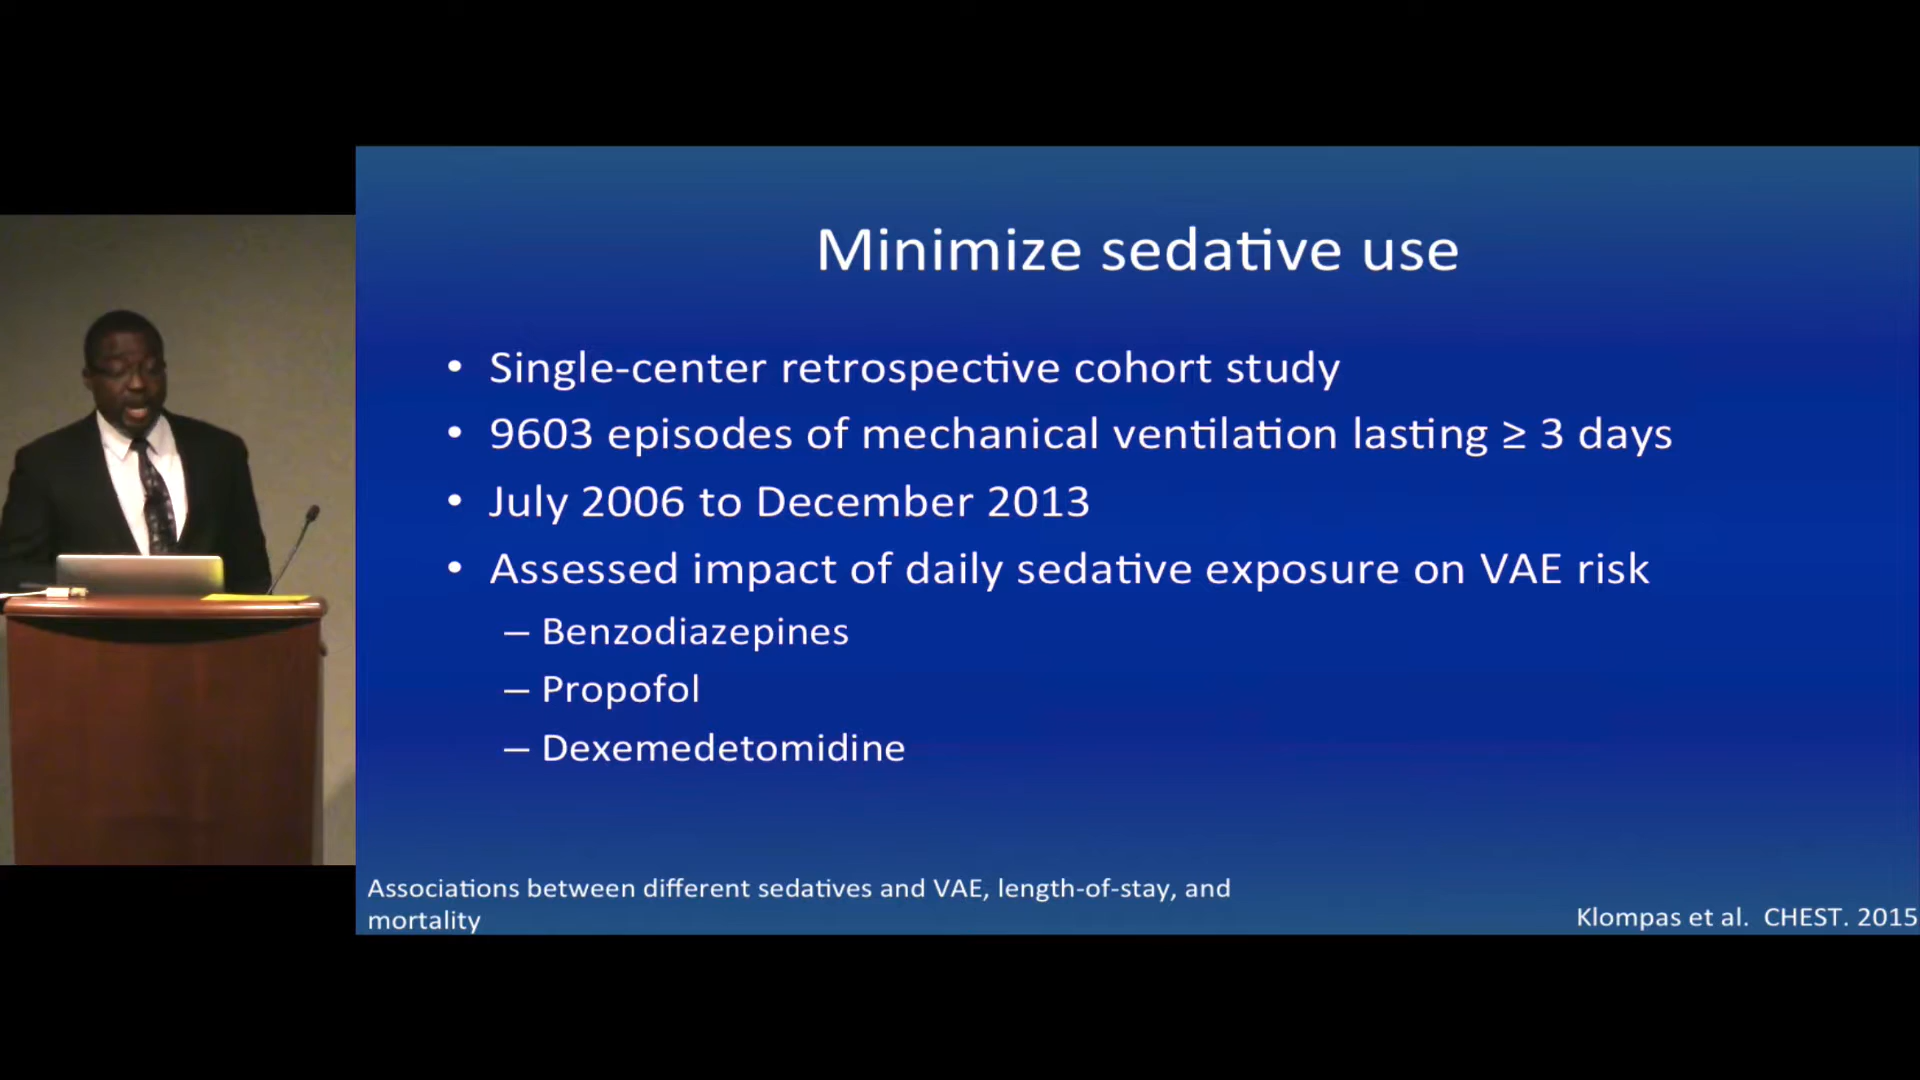 Minimize sedative use
• Single-center retrospective cohort study
• 9603 episodes of mechanical ventilation lasting ≥ 3 days
• July 2006 to December 2013
• Assessed impact of daily sedative exposure on VAE risk
– Benzodiazepines
– Propofol
– Dexemedetomidine
Associations between different sedatives and VAE, length-of-stay, and
mortality
Klompas et al. CHEST. 2015